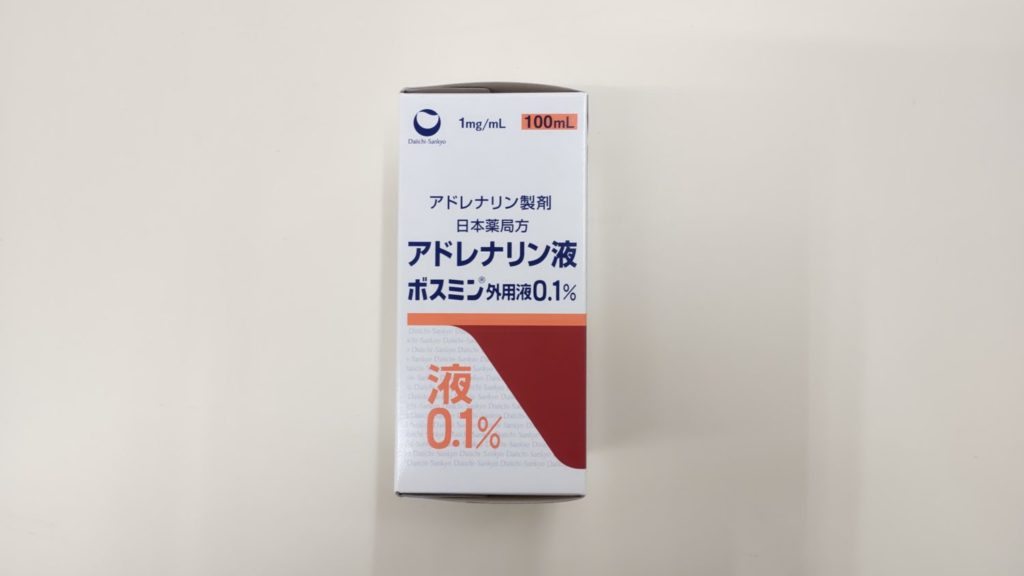 Daiichi-Sankyo
1mg/mL 100mL
アドレナリン製剤
日本薬局方
アドレナリン液
ボスミン®外用液0.1%
液
0.1%